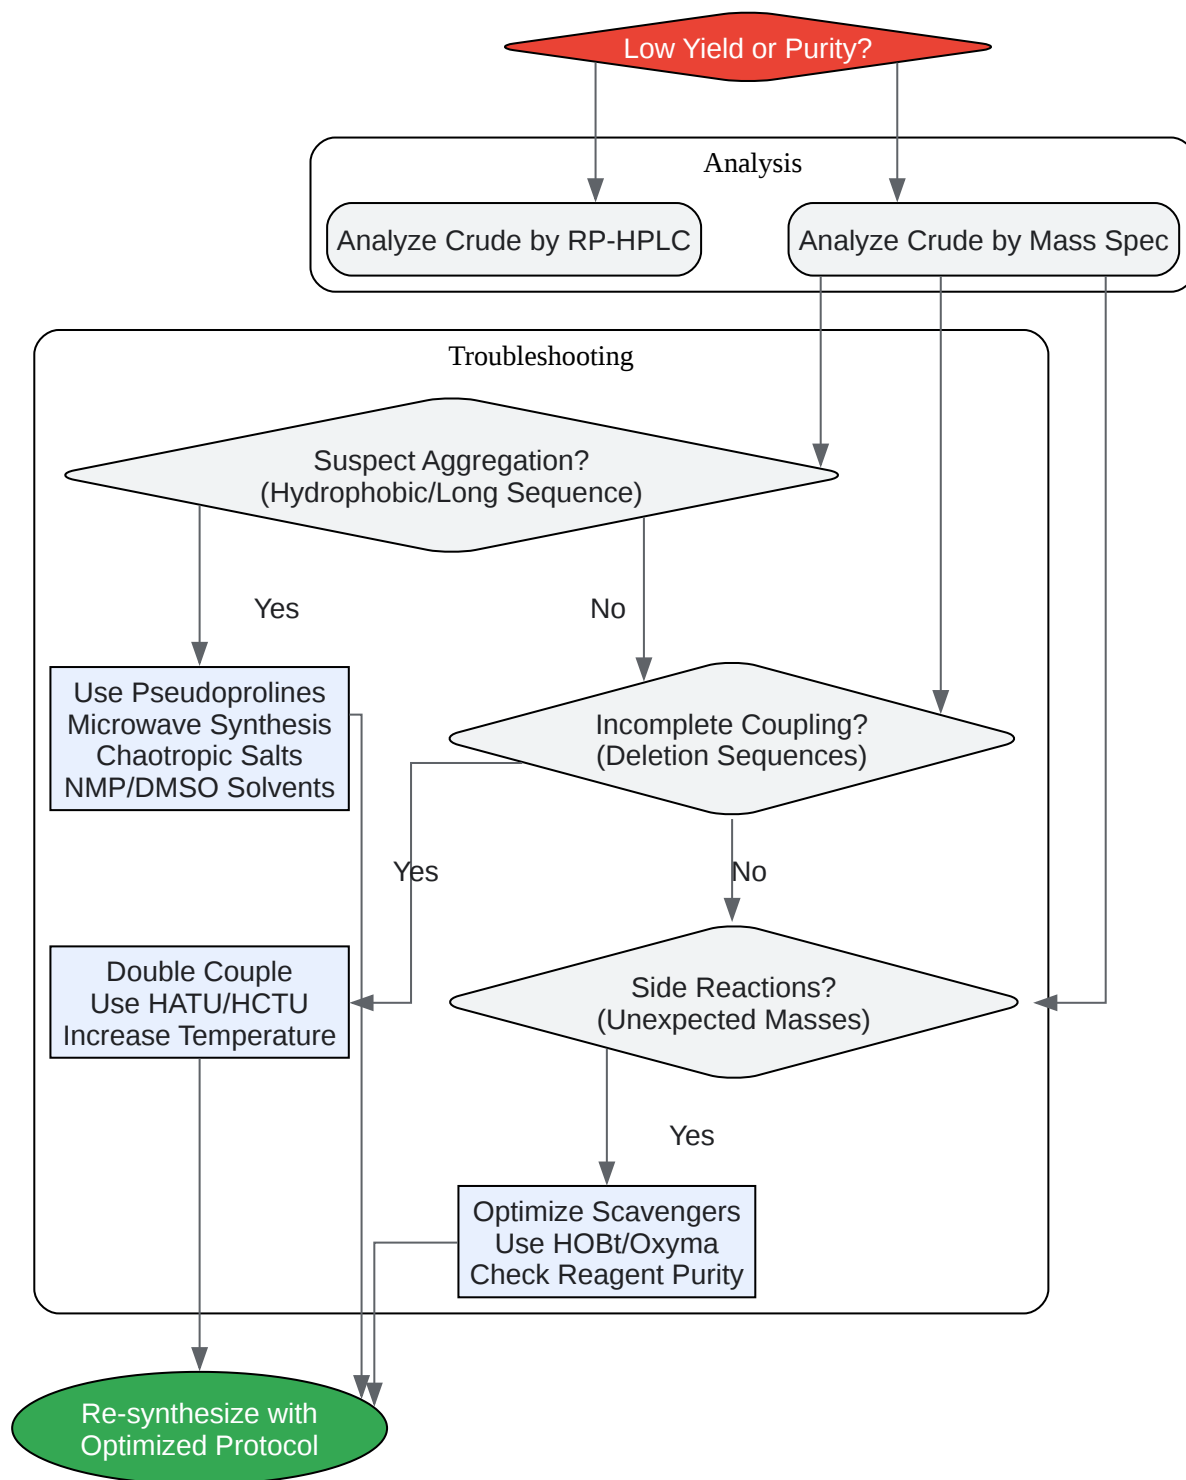 Low Yield or Purity?
Analysis
Analyze Crude by RP-HPLC
Analyze Crude by Mass Spec
Troubleshooting
Suspect Aggregation?
(Hydrophobic/Long Sequence)
Yes
No
Use Pseudoprolines
Microwave Synthesis
Chaotropic Salts
NMP/DMSO Solvents
Incomplete Coupling?
(Deletion Sequences)
Yes
No
Double Couple
Use HATU/HCTU
Increase Temperature
Side Reactions?
(Unexpected Masses)
Yes
Optimize Scavengers
Use HOBt/Oxyma
Check Reagent Purity
Re-synthesize with
Optimized Protocol